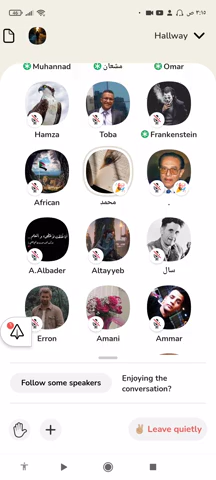 ٣:١٥ ص
Hallway
Muhannad مشعان Omar
Hamza Toba Frankenstein
African محمد .
A.Albader Altayyeb سال
Erron Amani Ammar
Follow some speakers
Enjoying the
conversation?
✌🏼 Leave quietly